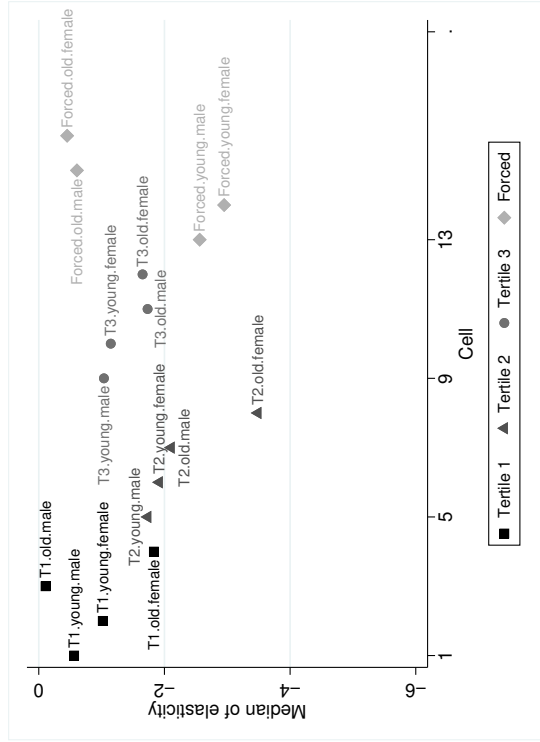 0
−2
−4
−6
Median of elasticity
T1.old.male
T1.young.male
T1.young.female
T1.old.female
T2.young.male
T2.young.female
T2.old.male
T2.old.female
T3.young.male
T3.young.female
T3.old.female
T3.old.male
Forced.old.female
Forced.old.male
Forced.young.male
Forced.young.female
1
5
9
13
.
Cell
Tertile 1
Tertile 2
Tertile 3
Forced